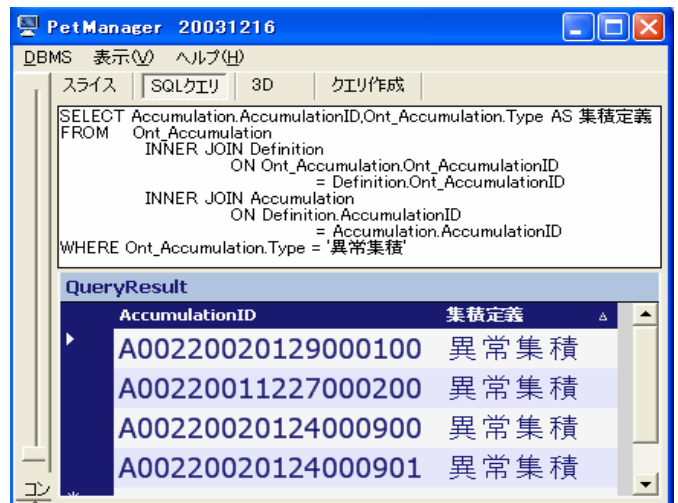 PetManager 20031216
DBMS 表示(V) ヘルプ(H)
スライス SQLクエリ 3D クエリ作成
SELECT Accumulation.AccumulationID,Ont_Accumulation.Type AS 集積定義
FROM Ont_Accumulation
INNER JOIN Definition
ON Ont_Accumulation.Ont_AccumulationID
= Definition.Ont_AccumulationID
INNER JOIN Accumulation
ON Definition.AccumulationID
= Accumulation.AccumulationID
WHERE Ont_Accumulation.Type = '異常集積'
QueryResult
AccumulationID 集積定義
A00220020129000100 異常集積
A00220011227000200 異常集積
A00220020124000900 異常集積
A00220020124000901 異常集積
コン